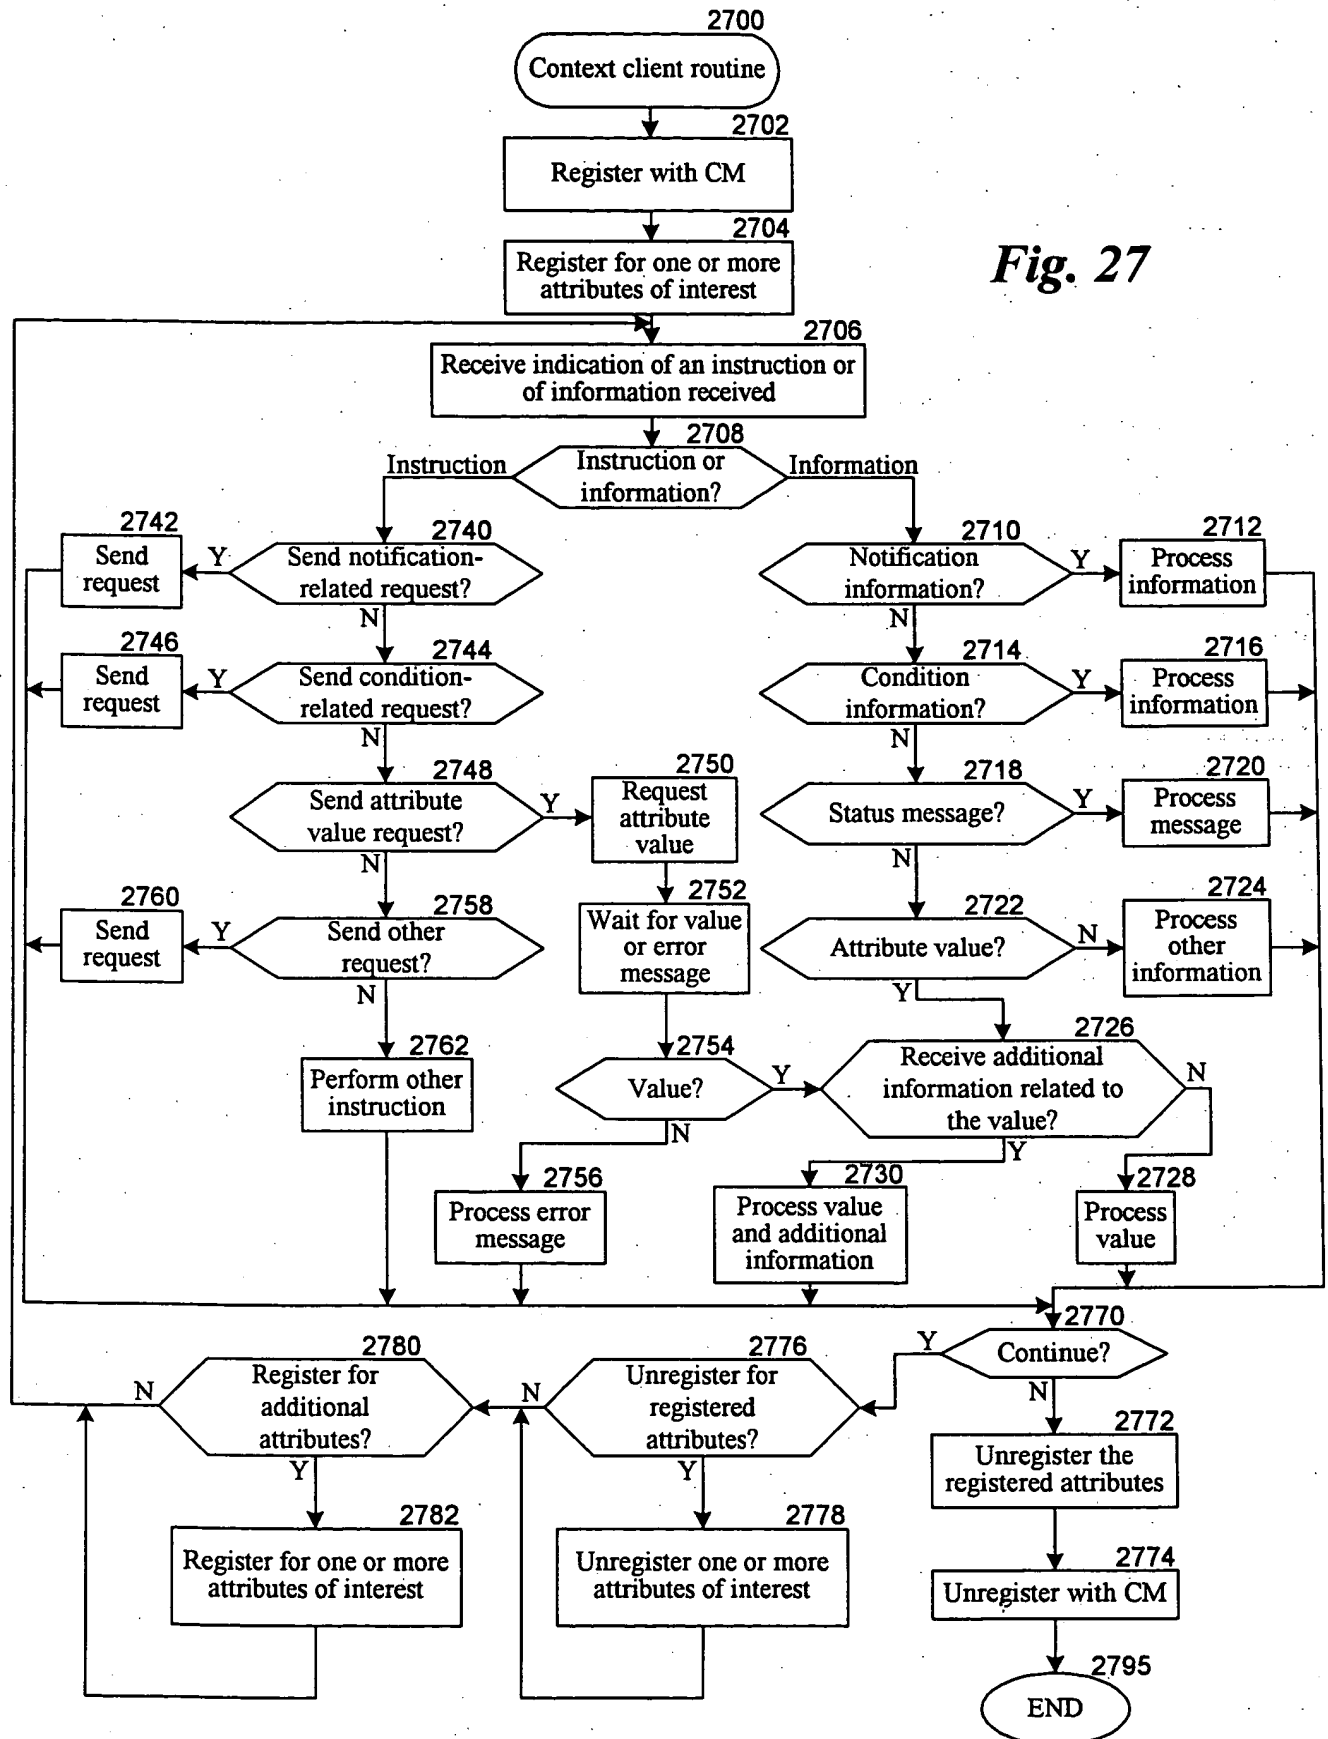 2700
Context client routine
2702
Register with CM
2704
Register for one or more
attributes of interest
Fig. 27
2706
Receive indication of an instruction or
of information received
2708
Instruction or
information?
Instruction
Information
2742
Send
request
Y
2740
Send notification-
related request?
N
2710
Notification
information?
Y
N
2712
Process
information
2746
Send
request
Y
2744
Send condition-
related request?
N
2714
Condition
information?
Y
N
2716
Process
information
2748
Send attribute
value request?
Y
N
2750
Request
attribute
value
2718
Status message?
Y
N
2720
Process
message
2760
Send
request
Y
2758
Send other
request?
N
2752
Wait for value
or error
message
2722
Attribute value?
N
Y
2724
Process
other
information
2762
Perform other
instruction
2754
Value?
Y
N
2726
Receive additional
information related to
the value?
N
Y
2756
Process error
message
2730
Process value
and additional
information
2728
Process
value
2770
Continue?
Y
N
2780
Register for
additional
attributes?
N
Y
2776
Unregister for
registered
attributes?
N
Y
2772
Unregister the
registered attributes
2782
Register for one or more
attributes of interest
2778
Unregister one or more
attributes of interest
2774
Unregister with CM
2795
END